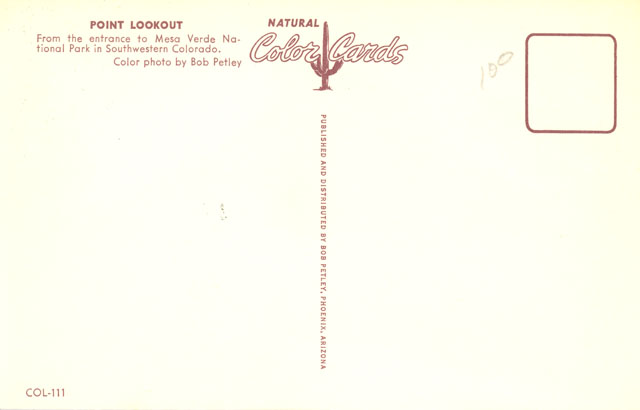 POINT LOOKOUT
From the entrance to Mesa Verde Na-
tional Park in Southwestern Colorado.
Color photo by Bob Petley
NATURAL
Color Cards
PUBLISHED AND DISTRIBUTED BY BOB PETLEY, PHOENIX, ARIZONA
100
COL-111